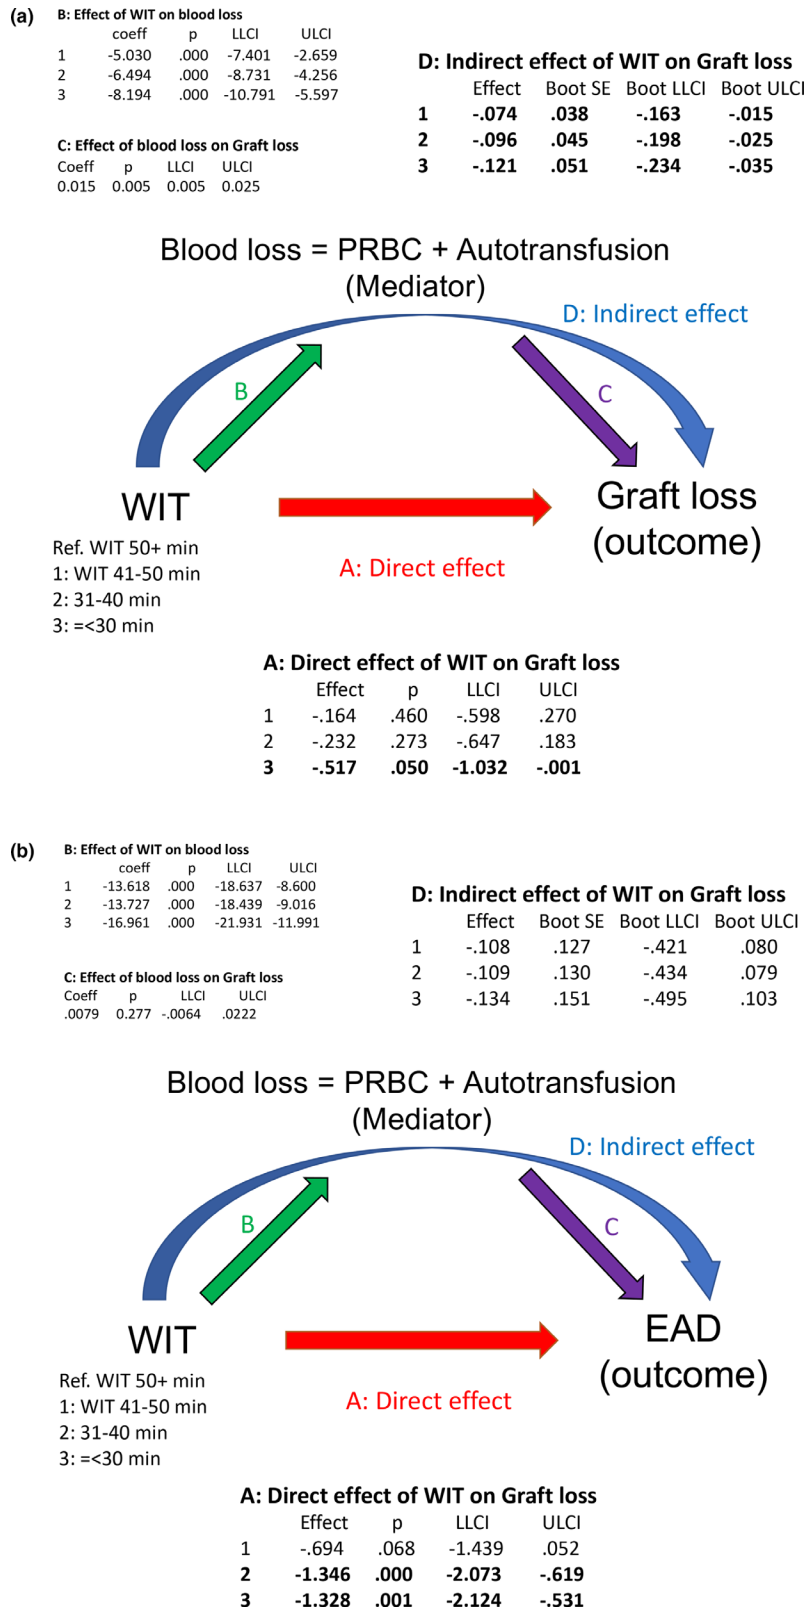 (a)
B: Effect of WIT on blood loss
coeff p LLCI ULCI
1 -5.030 .000 -7.401 -2.659
2 -6.494 .000 -8.731 -4.256
3 -8.194 .000 -10.791 -5.597
C: Effect of blood loss on Graft loss
Coeff p LLCI ULCI
0.015 0.005 0.005 0.025
D: Indirect effect of WIT on Graft loss
Effect Boot SE Boot LLCI Boot ULCI
1 -.074 .038 -.163 -.015
2 -.096 .045 -.198 -.025
3 -.121 .051 -.234 -.035
Blood loss = PRBC + Autotransfusion
(Mediator)
D: Indirect effect
B
C
WIT
Ref. WIT 50+ min
1: WIT 41-50 min
2: 31-40 min
3: =<30 min
Graft loss
(outcome)
A: Direct effect
A: Direct effect of WIT on Graft loss
Effect p LLCI ULCI
1 -.164 .460 -.598 .270
2 -.232 .273 -.647 .183
3 -.517 .050 -1.032 -.001
(b)
B: Effect of WIT on blood loss
coeff p LLCI ULCI
1 -13.618 .000 -18.637 -8.600
2 -13.727 .000 -18.439 -9.016
3 -16.961 .000 -21.931 -11.991
C: Effect of blood loss on Graft loss
Coeff p LLCI ULCI
.0079 0.277 -.0064 .0222
D: Indirect effect of WIT on Graft loss
Effect Boot SE Boot LLCI Boot ULCI
1 -.108 .127 -.421 .080
2 -.109 .130 -.434 .079
3 -.134 .151 -.495 .103
Blood loss = PRBC + Autotransfusion
(Mediator)
D: Indirect effect
B
C
WIT
Ref. WIT 50+ min
1: WIT 41-50 min
2: 31-40 min
3: =<30 min
EAD
(outcome)
A: Direct effect
A: Direct effect of WIT on Graft loss
Effect p LLCI ULCI
1 -.694 .068 -1.439 .052
2 -1.346 .000 -2.073 -.619
3 -1.328 .001 -2.124 -.531